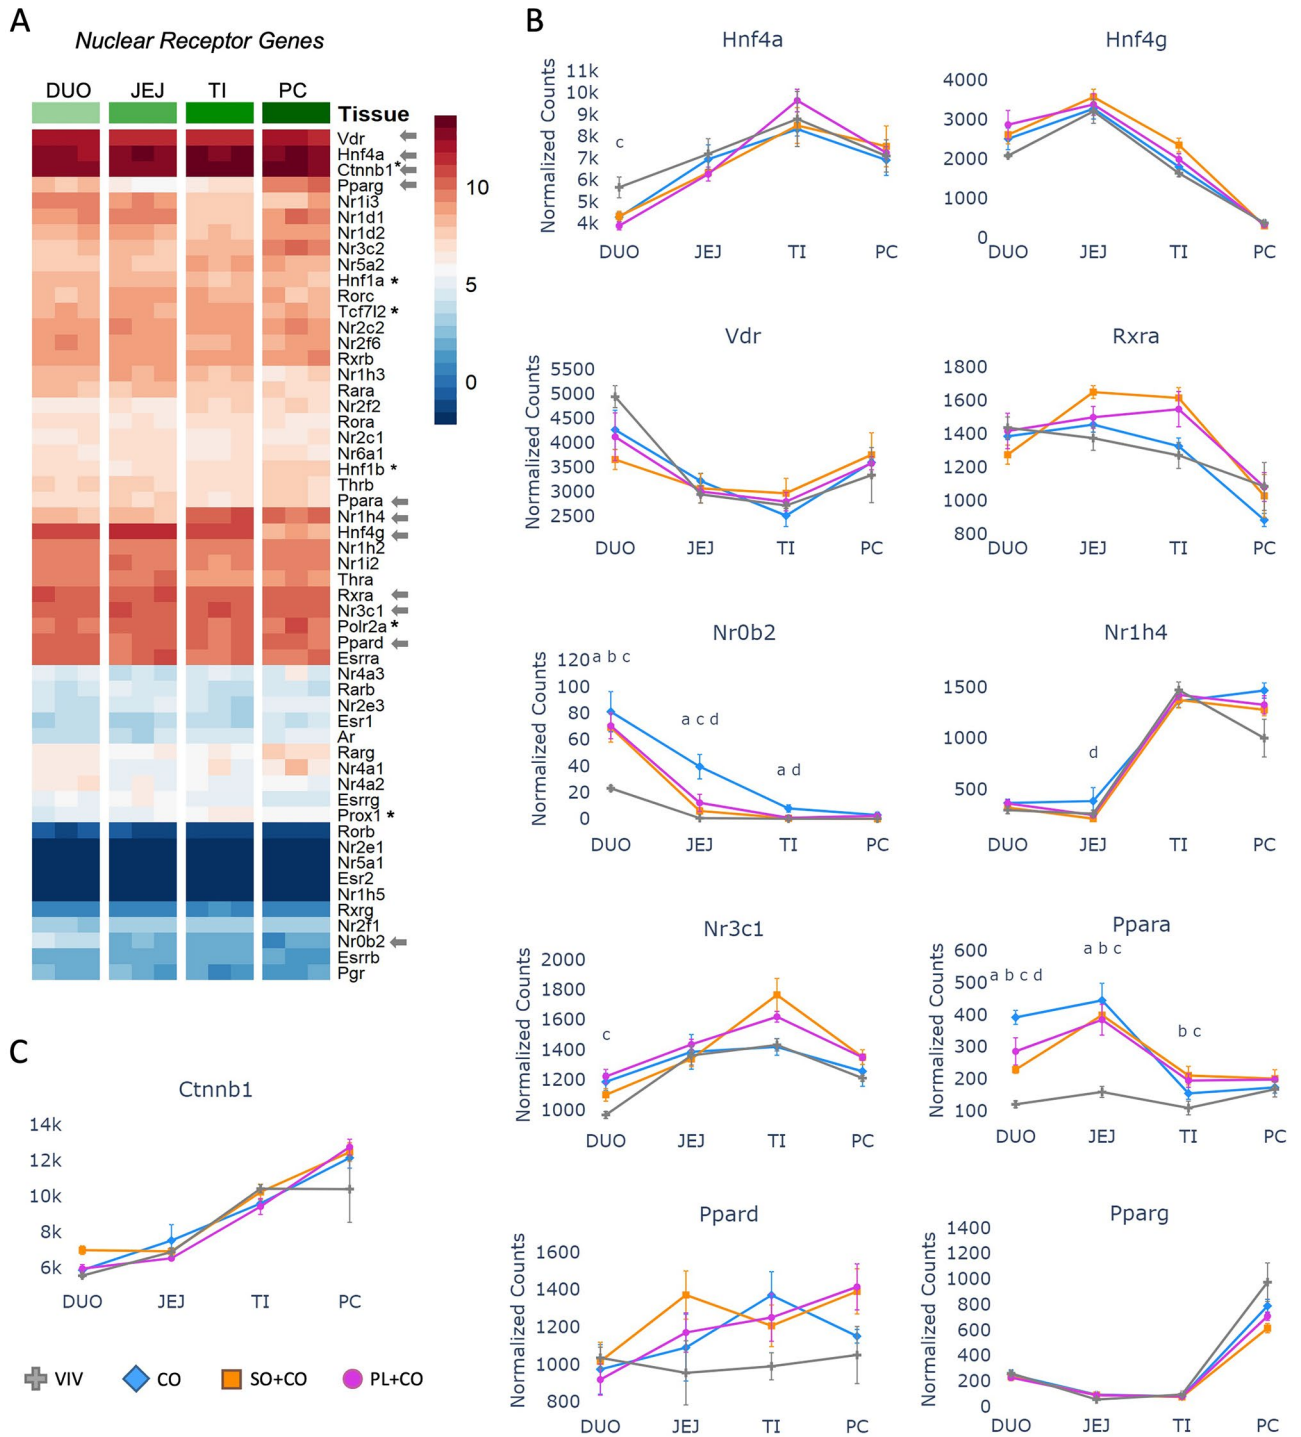 A
Nuclear Receptor Genes
DUO JEJ TI PC
Tissue
Vdr
Hnf4a
Ctnnb1*
Pparg
Nr1i3
Nr1d1
Nr1d2
Nr3c2
Nr5a2
Hnf1a *
Rorc
Tcf7l2 *
Nr2c2
Nr2f6
Rxrb
Nr1h3
Rara
Nr2f2
Rora
Nr2c1
Nr6a1
Hnf1b *
Thrb
Ppara
Nr1h4
Hnf4g
Nr1h2
Nr1i2
Thra
Rxra
Nr3c1
Polr2a *
Ppard
Esrra
Nr4a3
Rarb
Nr2e3
Esr1
Ar
Rarg
Nr4a1
Nr4a2
Esrrg
Prox1 *
Rorb
Nr2e1
Nr5a1
Esr2
Nr1h5
Rxrg
Nr2f1
Nr0b2
Esrrb
Pgr
10
5
0
B
Hnf4a
Normalized Counts
11k
10k
9k
8k
7k
6k
5k
4k
c
DUO JEJ TI PC
Hnf4g
4000
3000
2000
1000
0
DUO JEJ TI PC
Vdr
Normalized Counts
5500
5000
4500
4000
3500
3000
2500
DUO JEJ TI PC
Rxra
1800
1600
1400
1200
1000
800
DUO JEJ TI PC
Nr0b2
Normalized Counts
120
100
80
60
40
20
0
a b c
a c d
a d
DUO JEJ TI PC
Nr1h4
1500
1000
500
d
DUO JEJ TI PC
Nr3c1
Normalized Counts
2000
1800
1600
1400
1200
1000
c
DUO JEJ TI PC
Ppara
Normalized Counts
600
500
400
300
200
100
a b c d
a b c
b c
DUO JEJ TI PC
Ppard
Normalized Counts
1600
1400
1200
1000
800
DUO JEJ TI PC
Pparg
Normalized Counts
1400
1200
1000
800
600
400
200
0
DUO JEJ TI PC
C
Ctnnb1
14k
12k
10k
8k
6k
DUO JEJ TI PC
VIV CO SO+CO PL+CO